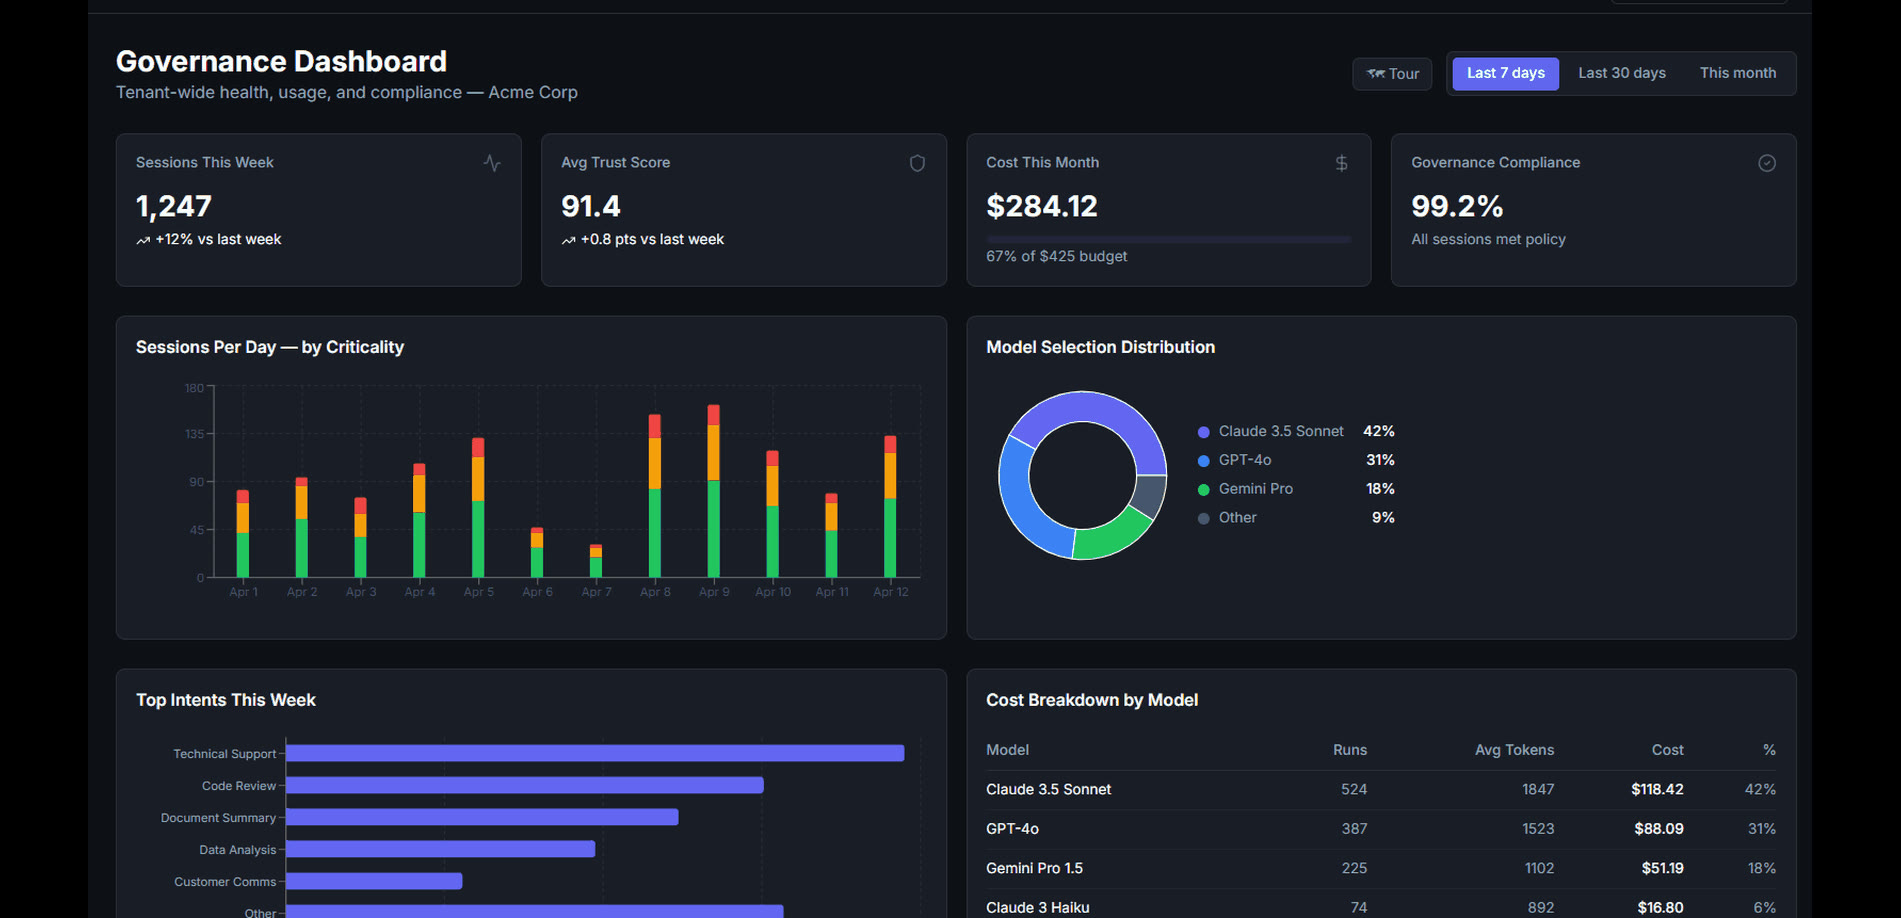 Governance Dashboard
Tenant-wide health, usage, and compliance — Acme Corp
Tour
Last 7 days
Last 30 days
This month
Sessions This Week
1,247
+12% vs last week
Avg Trust Score
91.4
+0.8 pts vs last week
Cost This Month
$284.12
67% of $425 budget
Governance Compliance
99.2%
All sessions met policy
Sessions Per Day — by Criticality
180
135
90
45
0
Apr 1 Apr 2 Apr 3 Apr 4 Apr 5 Apr 6 Apr 7 Apr 8 Apr 9 Apr 10 Apr 11 Apr 12
Model Selection Distribution
Claude 3.5 Sonnet 42%
GPT-4o 31%
Gemini Pro 18%
Other 9%
Top Intents This Week
Technical Support
Code Review
Document Summary
Data Analysis
Customer Comms
Other
Cost Breakdown by Model
Model Runs Avg Tokens Cost %
Claude 3.5 Sonnet 524 1847 $118.42 42%
GPT-4o 387 1523 $88.09 31%
Gemini Pro 1.5 225 1102 $51.19 18%
Claude 3 Haiku 74 892 $16.80 6%